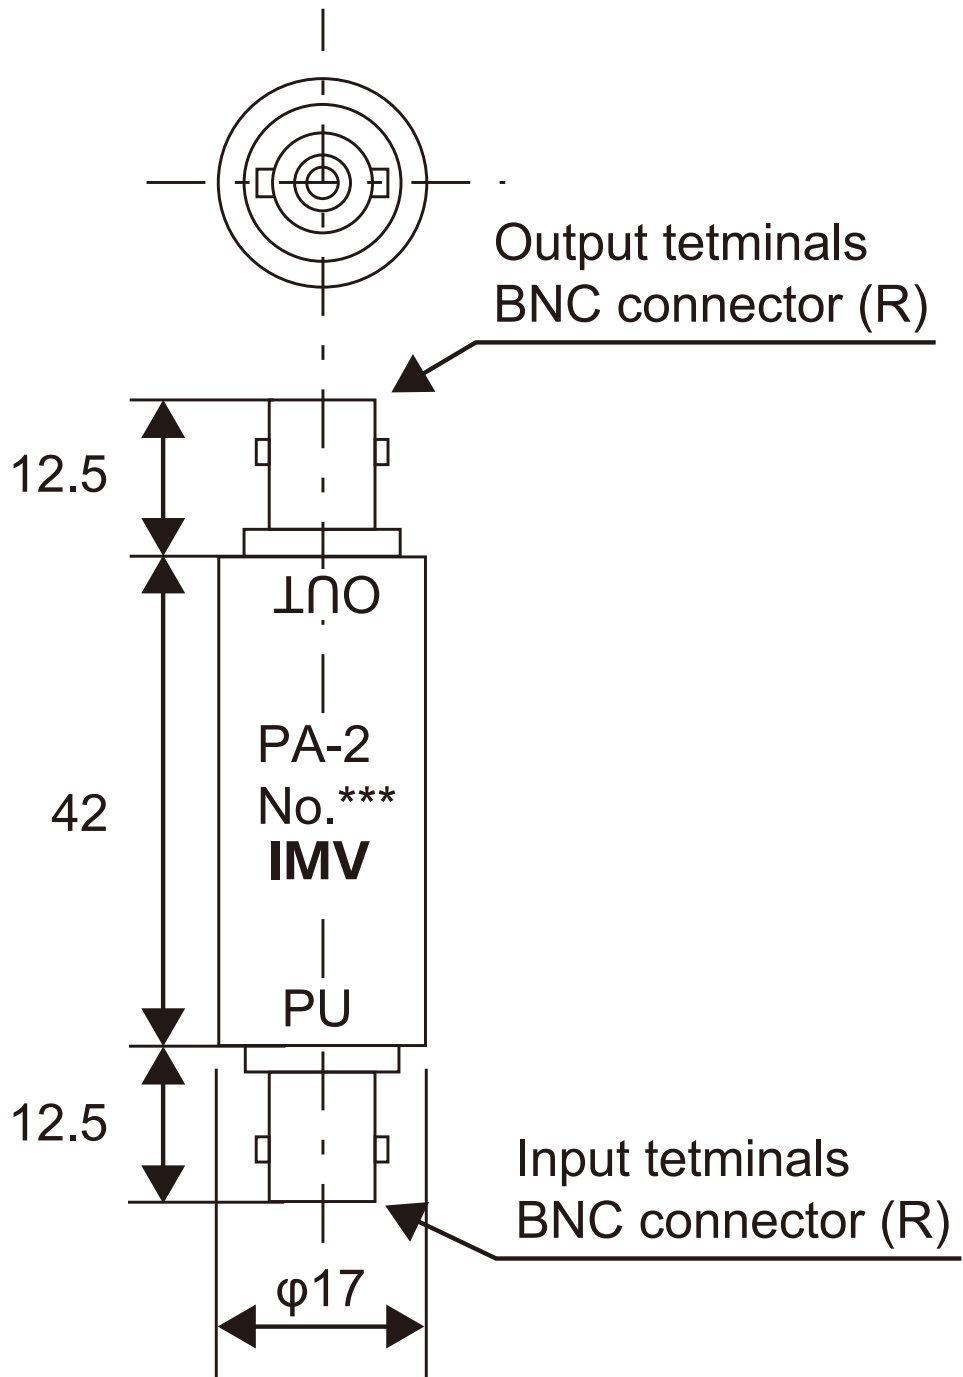 Output tetminals
BNC connector (R)
12.5
OUT
42
PA-2
No.***
IMV
PU
12.5
Input tetminals
BNC connector (R)
φ17